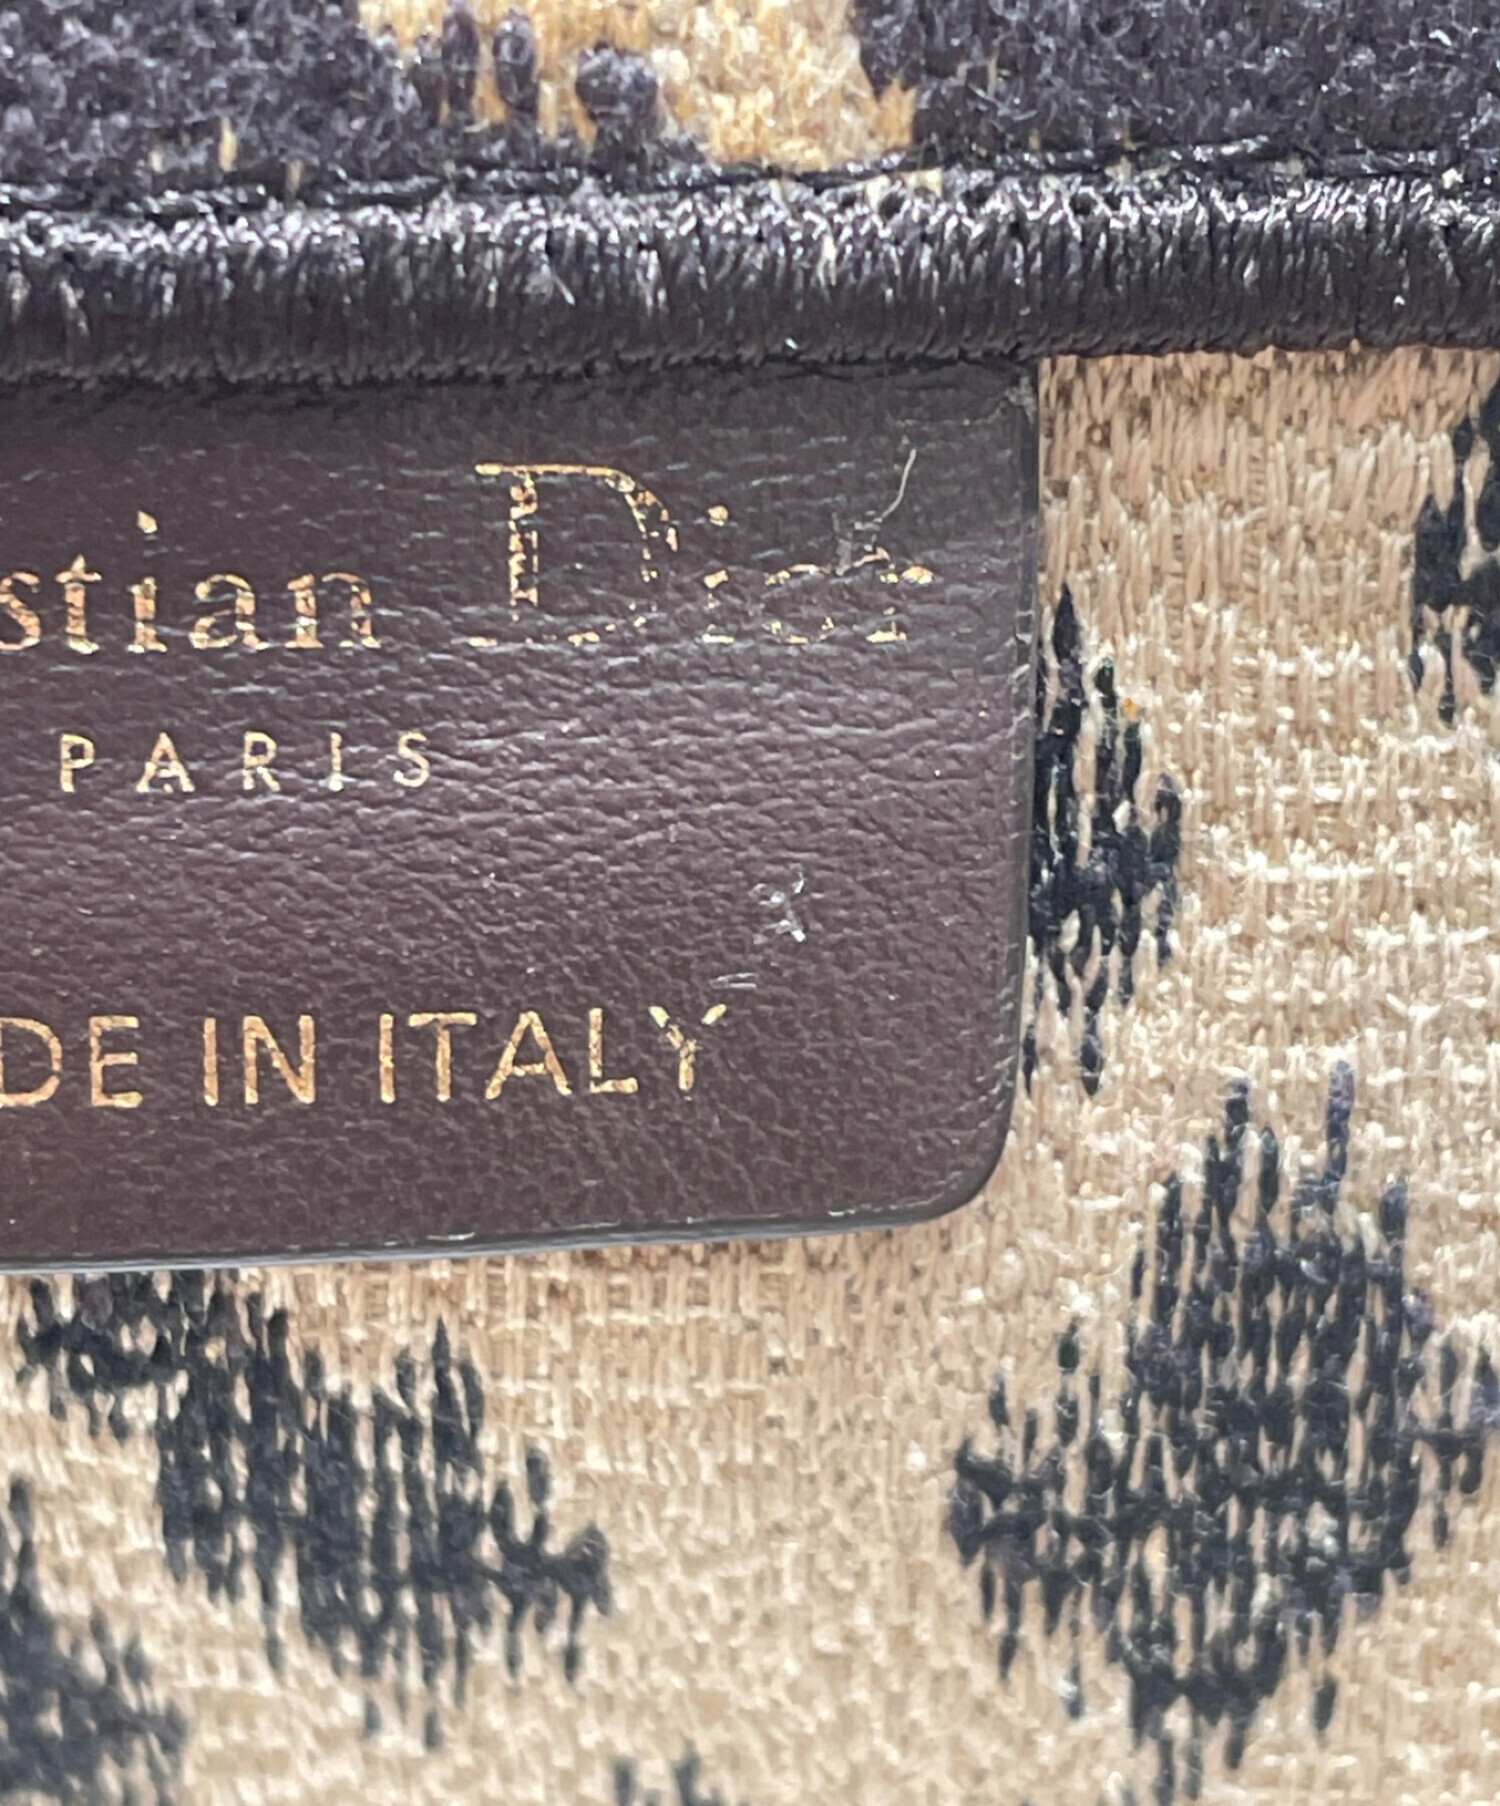 stian Dior
PARIS
DE IN ITALY